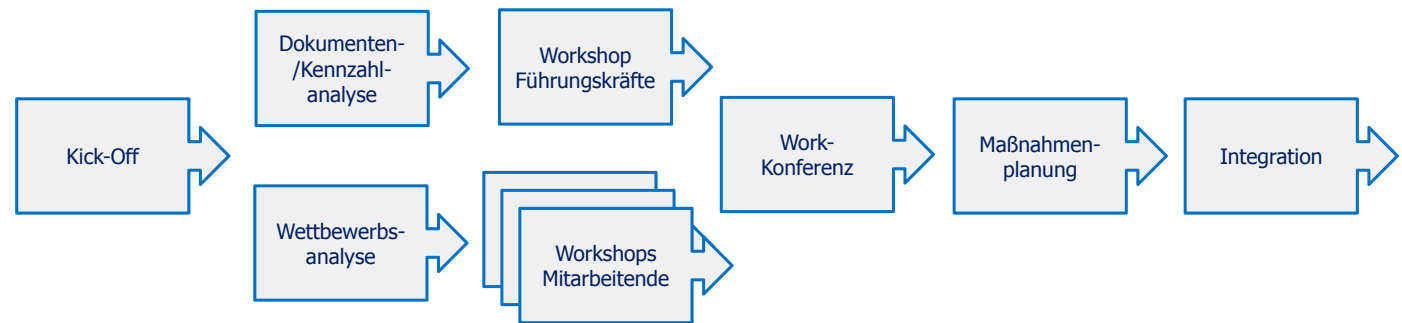 Kick-Off
Dokumenten-
/Kennzahl-
analyse
Workshop
Führungskräfte
Wettbewerbs-
analyse
Workshops
Mitarbeitende
Work-
Konferenz
Maßnahmen-
planung
Integration